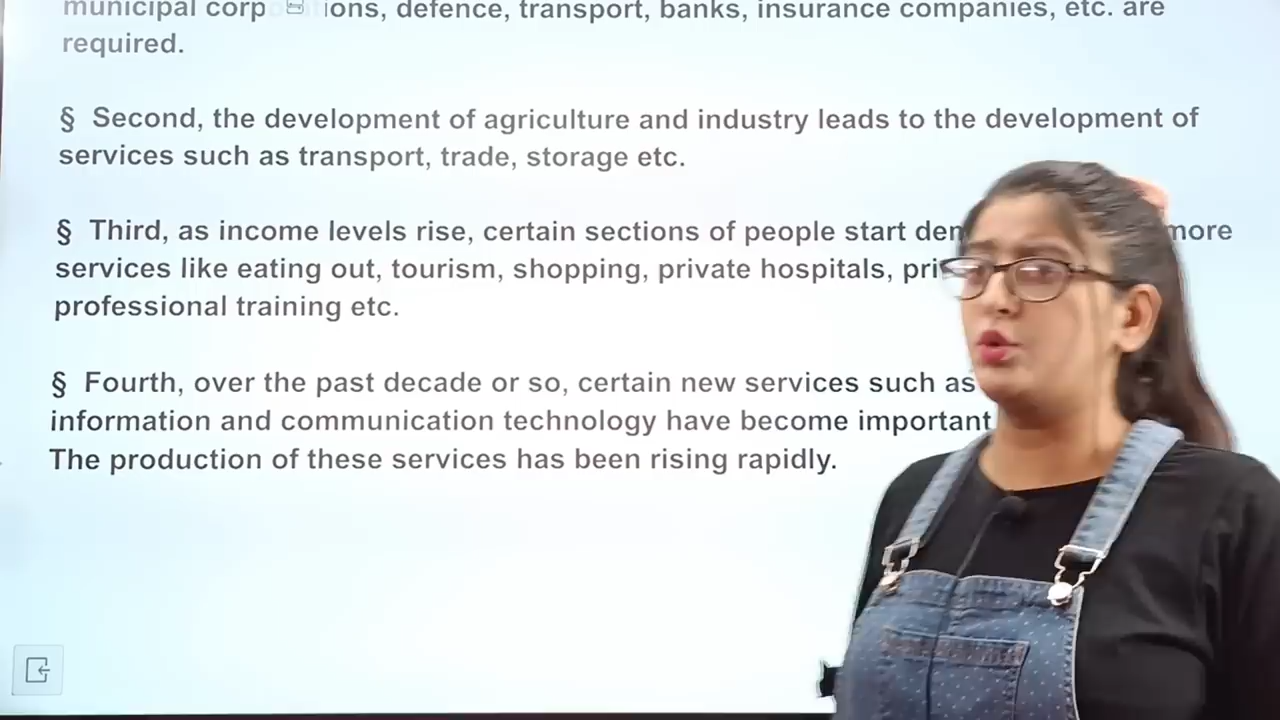 municipal corp ions, defence, transport, banks, insurance companies, etc. are
required.
§ Second, the development of agriculture and industry leads to the development of
services such as transport, trade, storage etc.
§ Third, as income levels rise, certain sections of people start more
services like eating out, tourism, shopping, private hospitals,
professional training etc.
§ Fourth, over the past decade or so, certain new services such as
information and communication technology have become important
The production of these services has been rising rapidly.